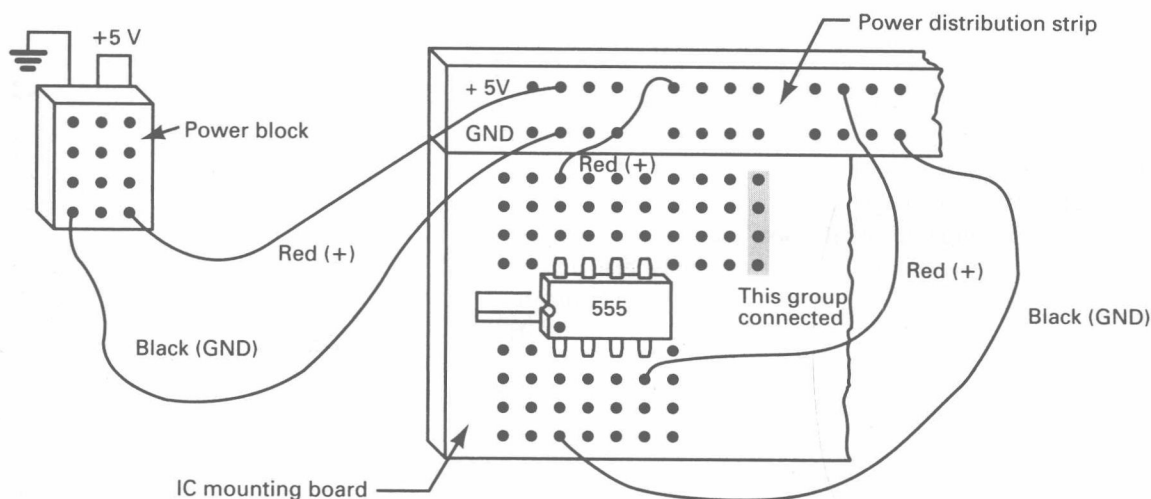 Power distribution strip
+5 V
+ 5V
Power block
GND
Red (+)
Red (+)
Red (+)
555
This group
connected
Black (GND)
Black (GND)
IC mounting board